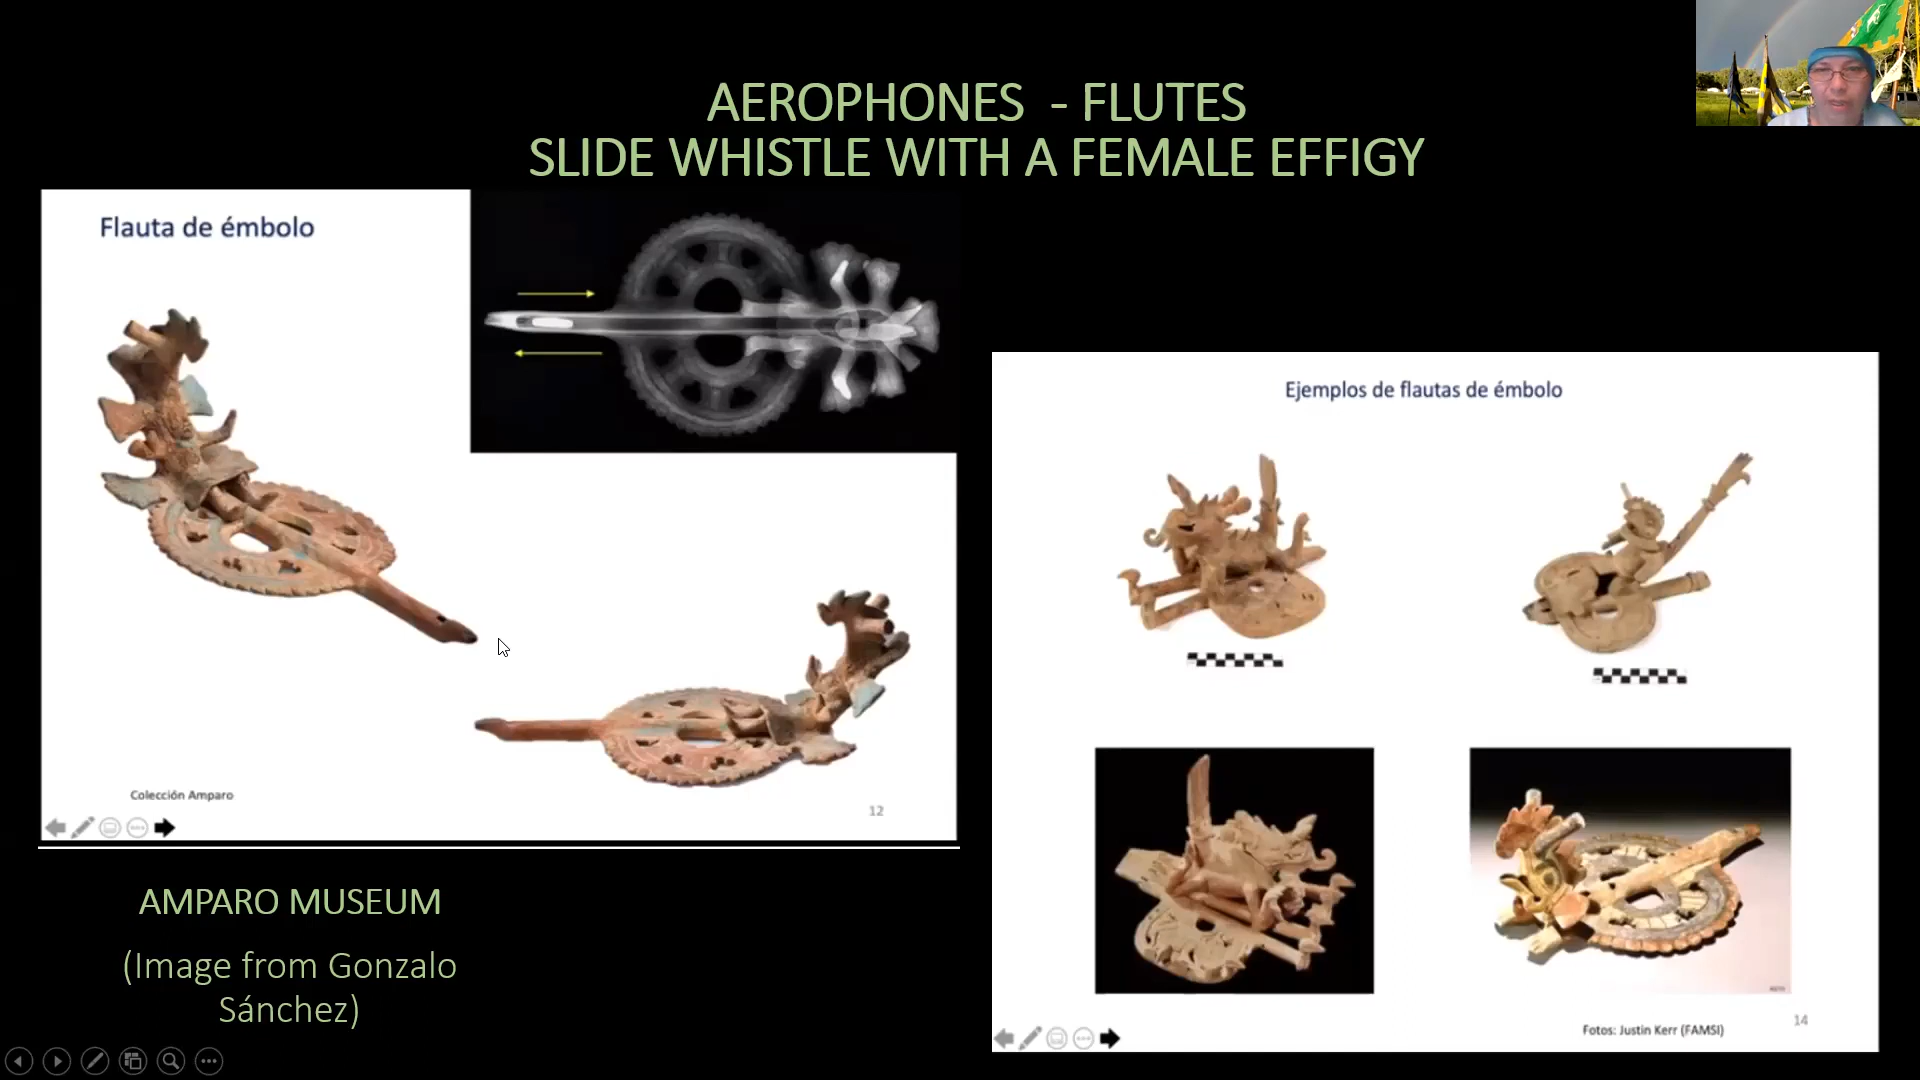 AEROPHONES - FLUTES
SLIDE WHISTLE WITH A FEMALE EFFIGY
Flauta de émbolo
Colección Amparo
12
Ejemplos de flautas de émbolo
Fotos: Justin Kerr (FAMSI)
14
AMPARO MUSEUM
(Image from Gonzalo
Sánchez)